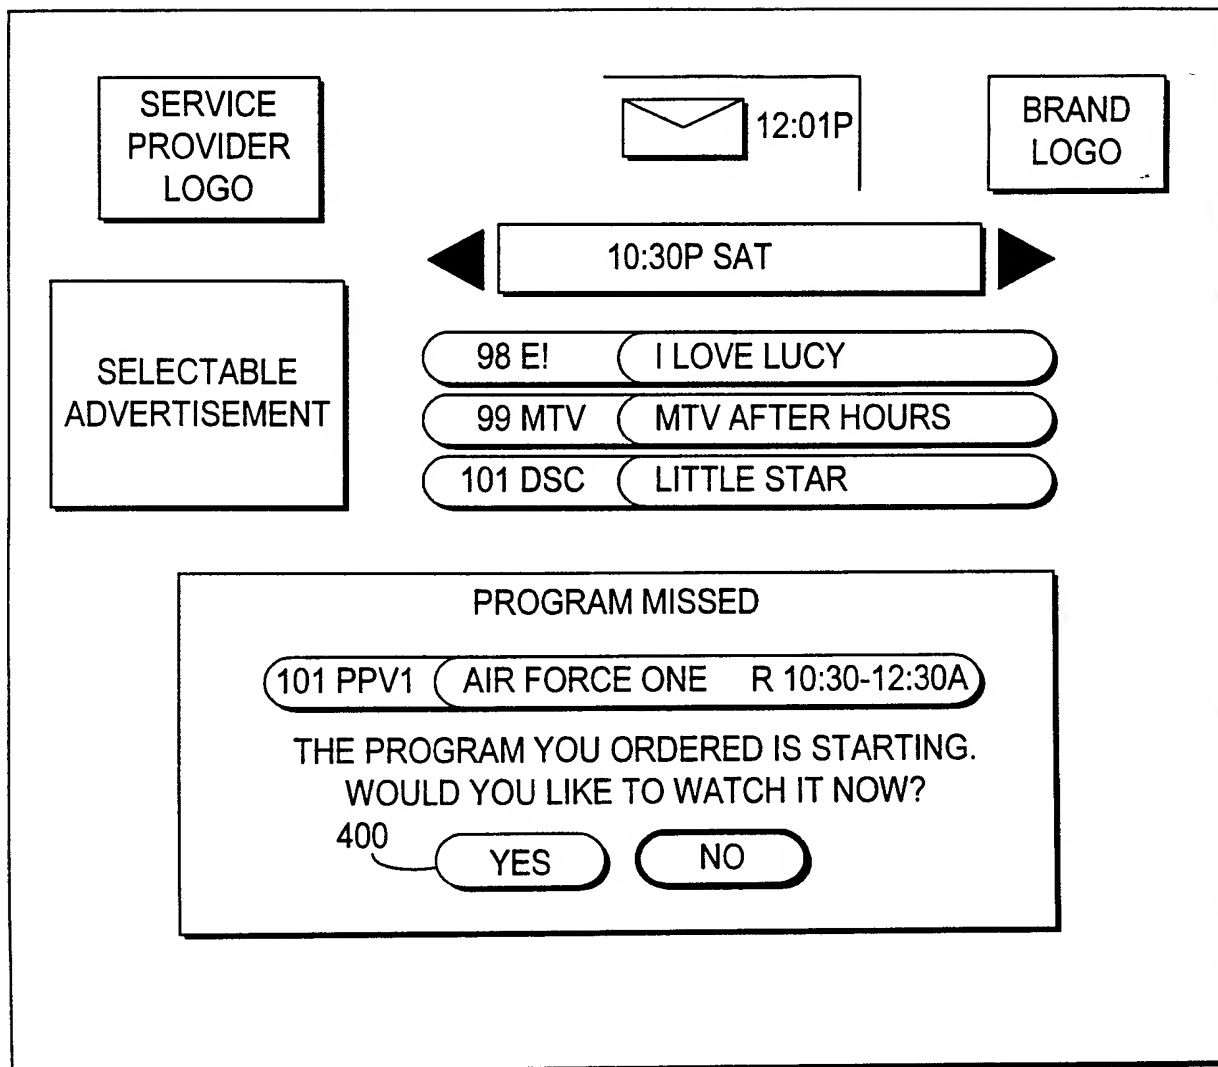 SERVICE
PROVIDER
LOGO
12:01P
BRAND
LOGO
10:30P SAT
SELECTABLE
ADVERTISEMENT
98 E! I LOVE LUCY
99 MTV MTV AFTER HOURS
101 DSC LITTLE STAR
PROGRAM MISSED
101 PPV1 AIR FORCE ONE R 10:30-12:30A
THE PROGRAM YOU ORDERED IS STARTING.
WOULD YOU LIKE TO WATCH IT NOW?
400
YES NO